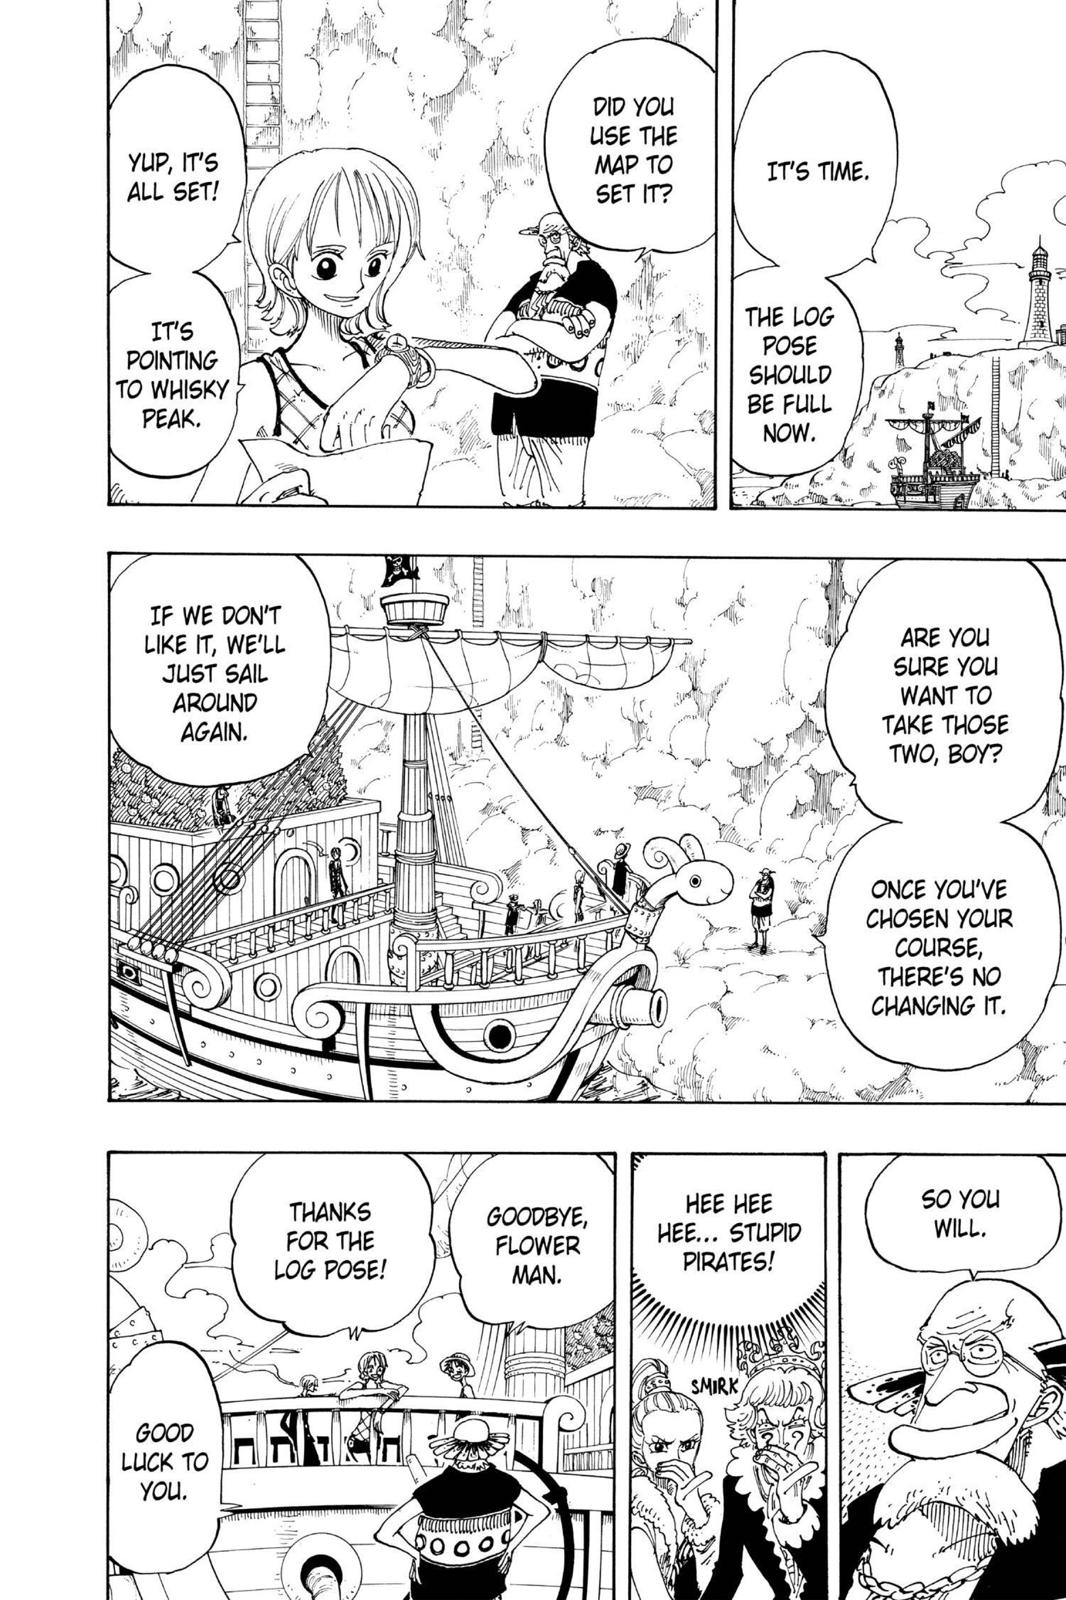 IT'S TIME.
THE LOG
POSE
SHOULD
BE FULL
NOW.
DID YOU
USE THE
MAP TO
SET IT?
YUP, IT'S
ALL SET!
IT'S
POINTING
TO WHISKY
PEAK.
ARE YOU
SURE YOU
WANT TO
TAKE THOSE
TWO, BOY?
ONCE YOU'VE
CHOSEN YOUR
COURSE,
THERE'S NO
CHANGING IT.
IF WE DON'T
LIKE IT, WE'LL
JUST SAIL
AROUND
AGAIN.
SO YOU
WILL.
HEE HEE
HEE... STUPID
PIRATES!
SMIRK
GOODBYE,
FLOWER
MAN.
THANKS
FOR THE
LOG POSE!
GOOD
LUCK TO
YOU.